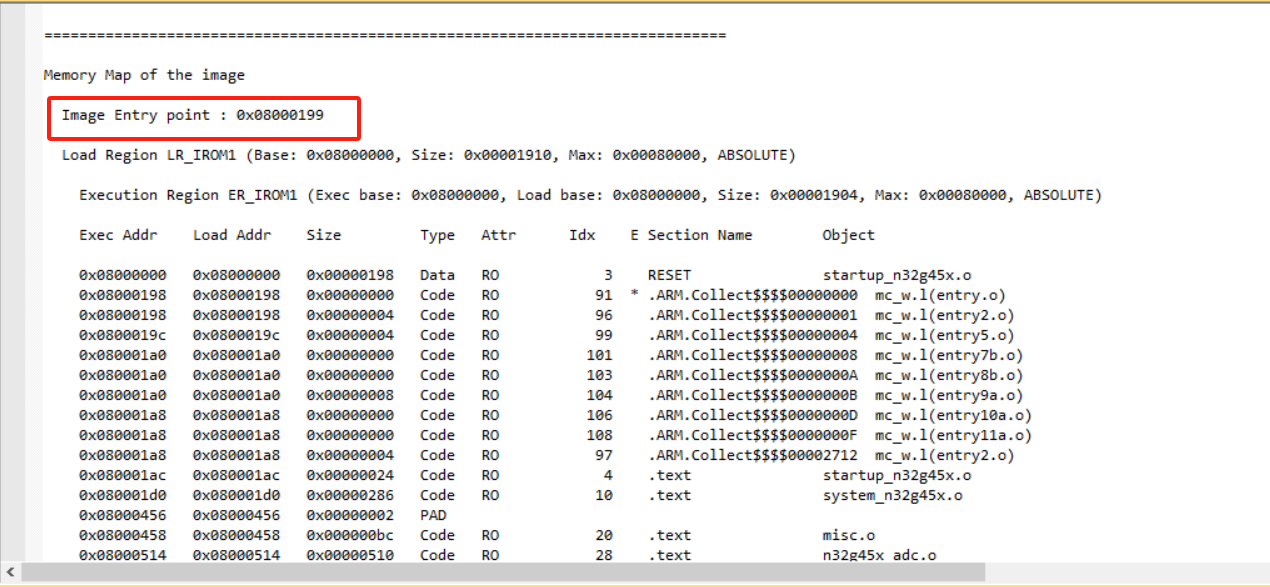 ==============================================================================
Memory Map of the image
Image Entry point : 0x08000199
Load Region LR_IROM1 (Base: 0x08000000, Size: 0x00001910, Max: 0x00080000, ABSOLUTE)
Execution Region ER_IROM1 (Exec base: 0x08000000, Load base: 0x08000000, Size: 0x00001904, Max: 0x00080000, ABSOLUTE)
Exec Addr    Load Addr    Size         Type   Attr      Idx    E Section Name        Object
0x08000000   0x08000000   0x00000198   Data   RO            3    RESET               startup_n32g45x.o
0x08000198   0x08000198   0x00000000   Code   RO           91  * .ARM.Collect$$$$00000000  mc_w.l(entry.o)
0x08000198   0x08000198   0x00000004   Code   RO           96    .ARM.Collect$$$$00000001  mc_w.l(entry2.o)
0x0800019c   0x0800019c   0x00000004   Code   RO           99    .ARM.Collect$$$$00000004  mc_w.l(entry5.o)
0x080001a0   0x080001a0   0x00000000   Code   RO          101    .ARM.Collect$$$$00000008  mc_w.l(entry7b.o)
0x080001a0   0x080001a0   0x00000000   Code   RO          103    .ARM.Collect$$$$0000000A  mc_w.l(entry8b.o)
0x080001a0   0x080001a0   0x00000008   Code   RO          104    .ARM.Collect$$$$0000000B  mc_w.l(entry9a.o)
0x080001a8   0x080001a8   0x00000000   Code   RO          106    .ARM.Collect$$$$0000000D  mc_w.l(entry10a.o)
0x080001a8   0x080001a8   0x00000000   Code   RO          108    .ARM.Collect$$$$0000000F  mc_w.l(entry11a.o)
0x080001a8   0x080001a8   0x00000004   Code   RO           97    .ARM.Collect$$$$00002712  mc_w.l(entry2.o)
0x080001ac   0x080001ac   0x00000024   Code   RO            4    .text               startup_n32g45x.o
0x080001d0   0x080001d0   0x00000286   Code   RO           10    .text               system_n32g45x.o
0x08000456   0x08000456   0x00000002   PAD
0x08000458   0x08000458   0x000000bc   Code   RO           20    .text               misc.o
0x08000514   0x08000514   0x00000510   Code   RO           28    .text               n32g45x_adc.o